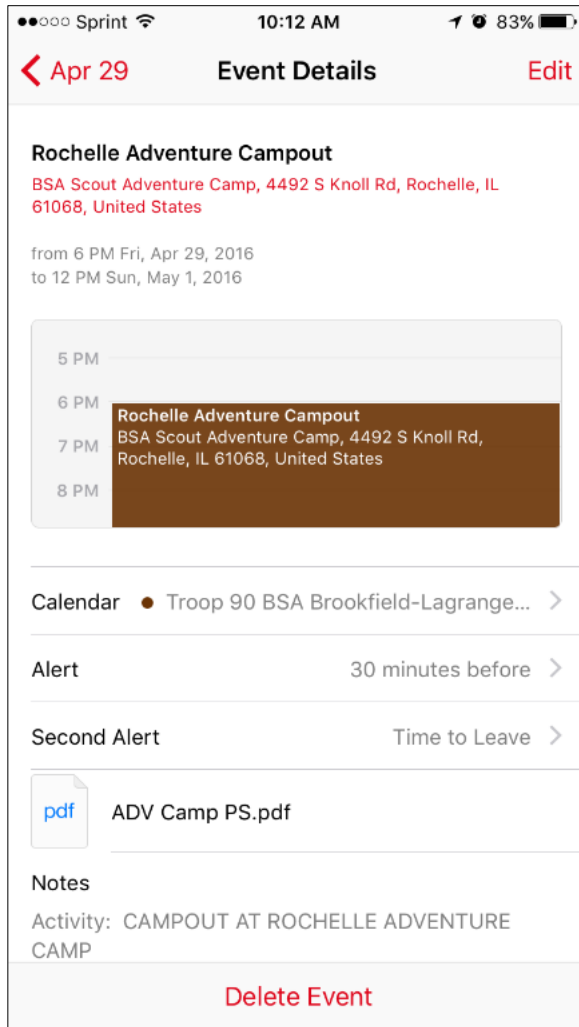 Sprint 10:12 AM 83%
Apr 29 Event Details Edit
Rochelle Adventure Campout
BSA Scout Adventure Camp, 4492 S Knoll Rd, Rochelle, IL
61068, United States
from 6 PM Fri, Apr 29, 2016
to 12 PM Sun, May 1, 2016
5 PM
6 PM
Rochelle Adventure Campout
BSA Scout Adventure Camp, 4492 S Knoll Rd,
7 PM
Rochelle, IL 61068, United States
8 PM
Calendar Troop 90 BSA Brookfield-Lagrange...
Alert 30 minutes before
Second Alert Time to Leave
pdf ADV Camp PS.pdf
Notes
Activity: CAMPOUT AT ROCHELLE ADVENTURE
CAMP
Delete Event